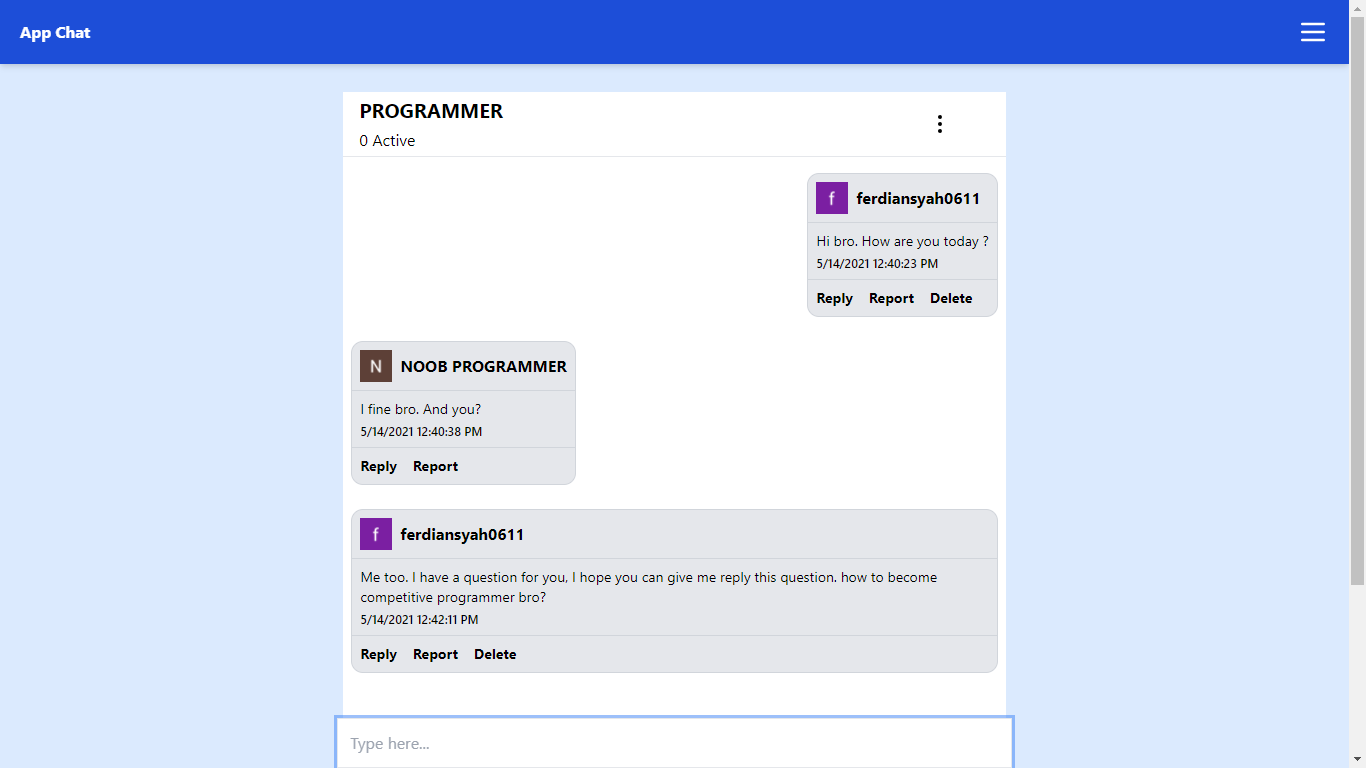 App Chat
PROGRAMMER
0 Active
f ferdiansyah0611
Hi bro. How are you today ?
5/14/2021 12:40:23 PM
Reply Report Delete
N NOOB PROGRAMMER
I fine bro. And you?
5/14/2021 12:40:38 PM
Reply Report
f ferdiansyah0611
Me too. I have a question for you, I hope you can give me reply this question. how to become
competitive programmer bro?
5/14/2021 12:42:11 PM
Reply Report Delete
Type here...